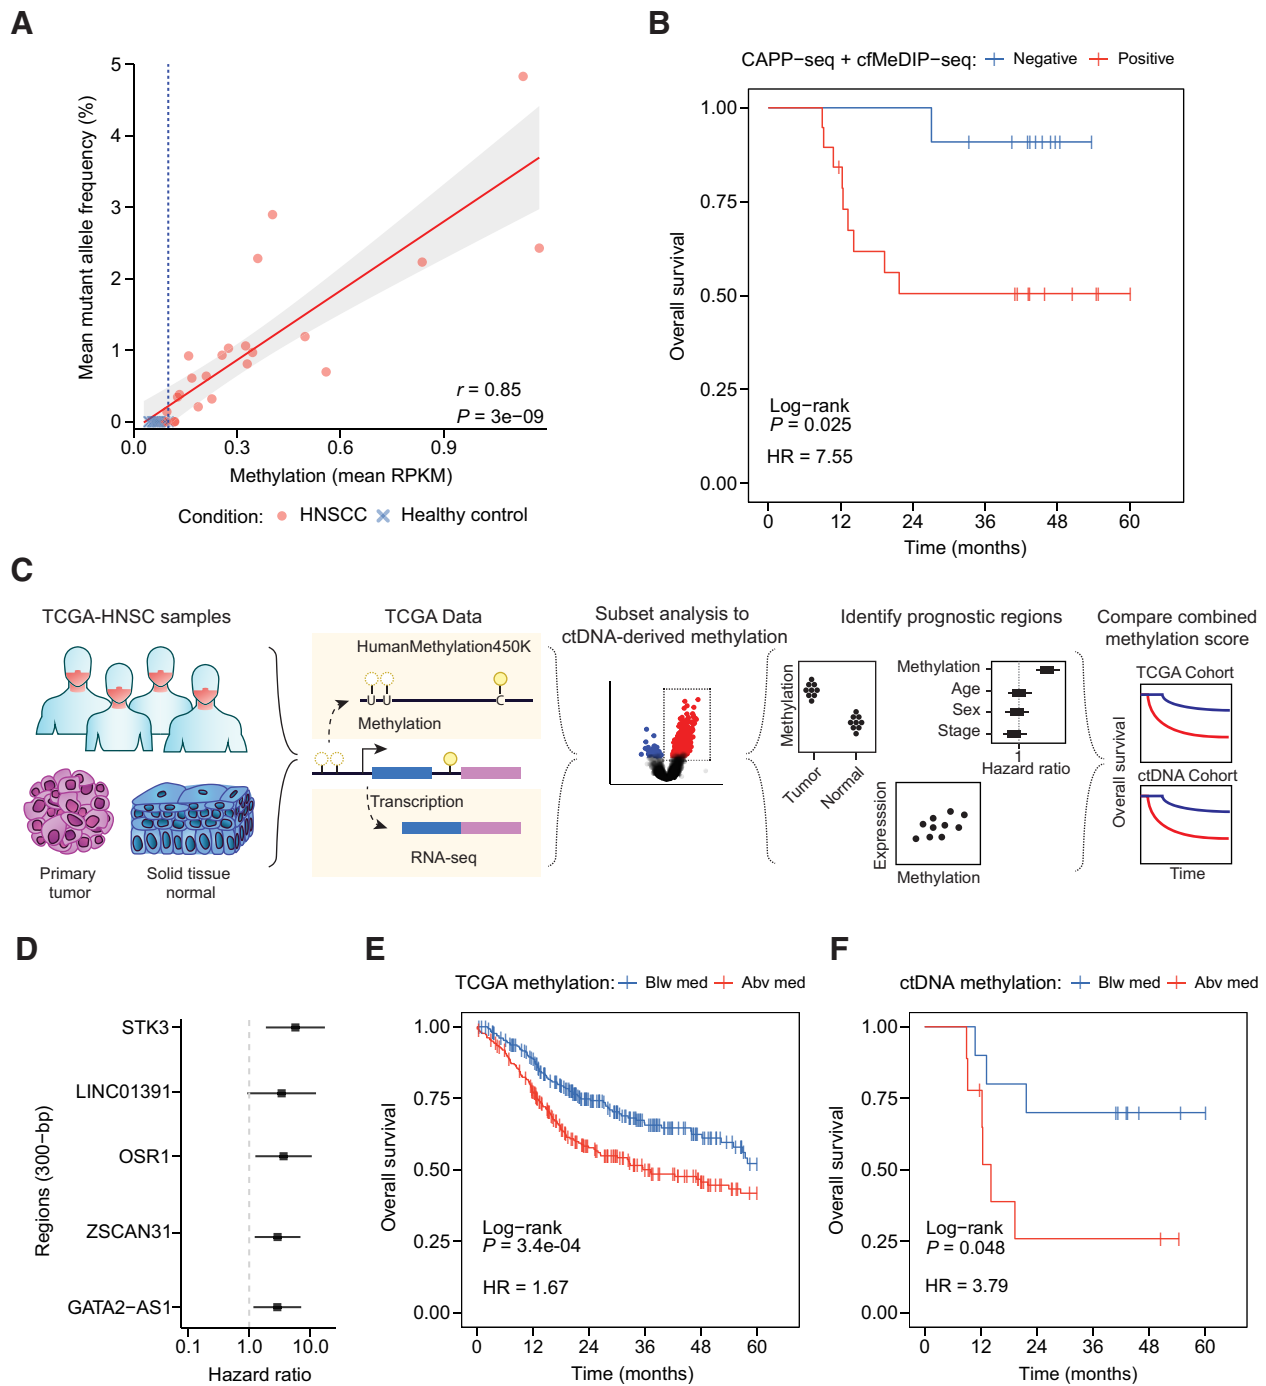 A
Mean mutant allele frequency (%)
5
4
3
2
1
0
r = 0.85
P = 3e−09
0.0
0.3
0.6
0.9
Methylation (mean RPKM)
Condition: HNSCC Healthy control
B
CAPP−seq + cfMeDIP−seq: Negative Positive
Overall survival
1.00
0.75
0.50
0.25
0.00
Log−rank
P = 0.025
HR = 7.55
0
12
24
36
48
60
Time (months)
C
TCGA-HNSC samples
Primary
tumor
Solid tissue
normal
TCGA Data
HumanMethylation450K
U U C
Methylation
Transcription
RNA-seq
Subset analysis to
ctDNA-derived methylation
Identify prognostic regions
Methylation
Tumor
Normal
Methylation
Age
Sex
Stage
1
Hazard ratio
Expression
Methylation
Compare combined
methylation score
TCGA Cohort
ctDNA Cohort
Overall survival
Time
D
Regions (300−bp)
STK3
LINC01391
OSR1
ZSCAN31
GATA2−AS1
0.1
1.0
10.0
Hazard ratio
E
TCGA methylation: Blw med Abv med
Overall survival
1.00
0.75
0.50
0.25
0.00
Log−rank
P = 3.4e-04
HR = 1.67
0
12
24
36
48
60
Time (months)
F
ctDNA methylation: Blw med Abv med
Overall survival
1.00
0.75
0.50
0.25
0.00
Log−rank
P = 0.048
HR = 3.79
0
12
24
36
48
60
Time (months)